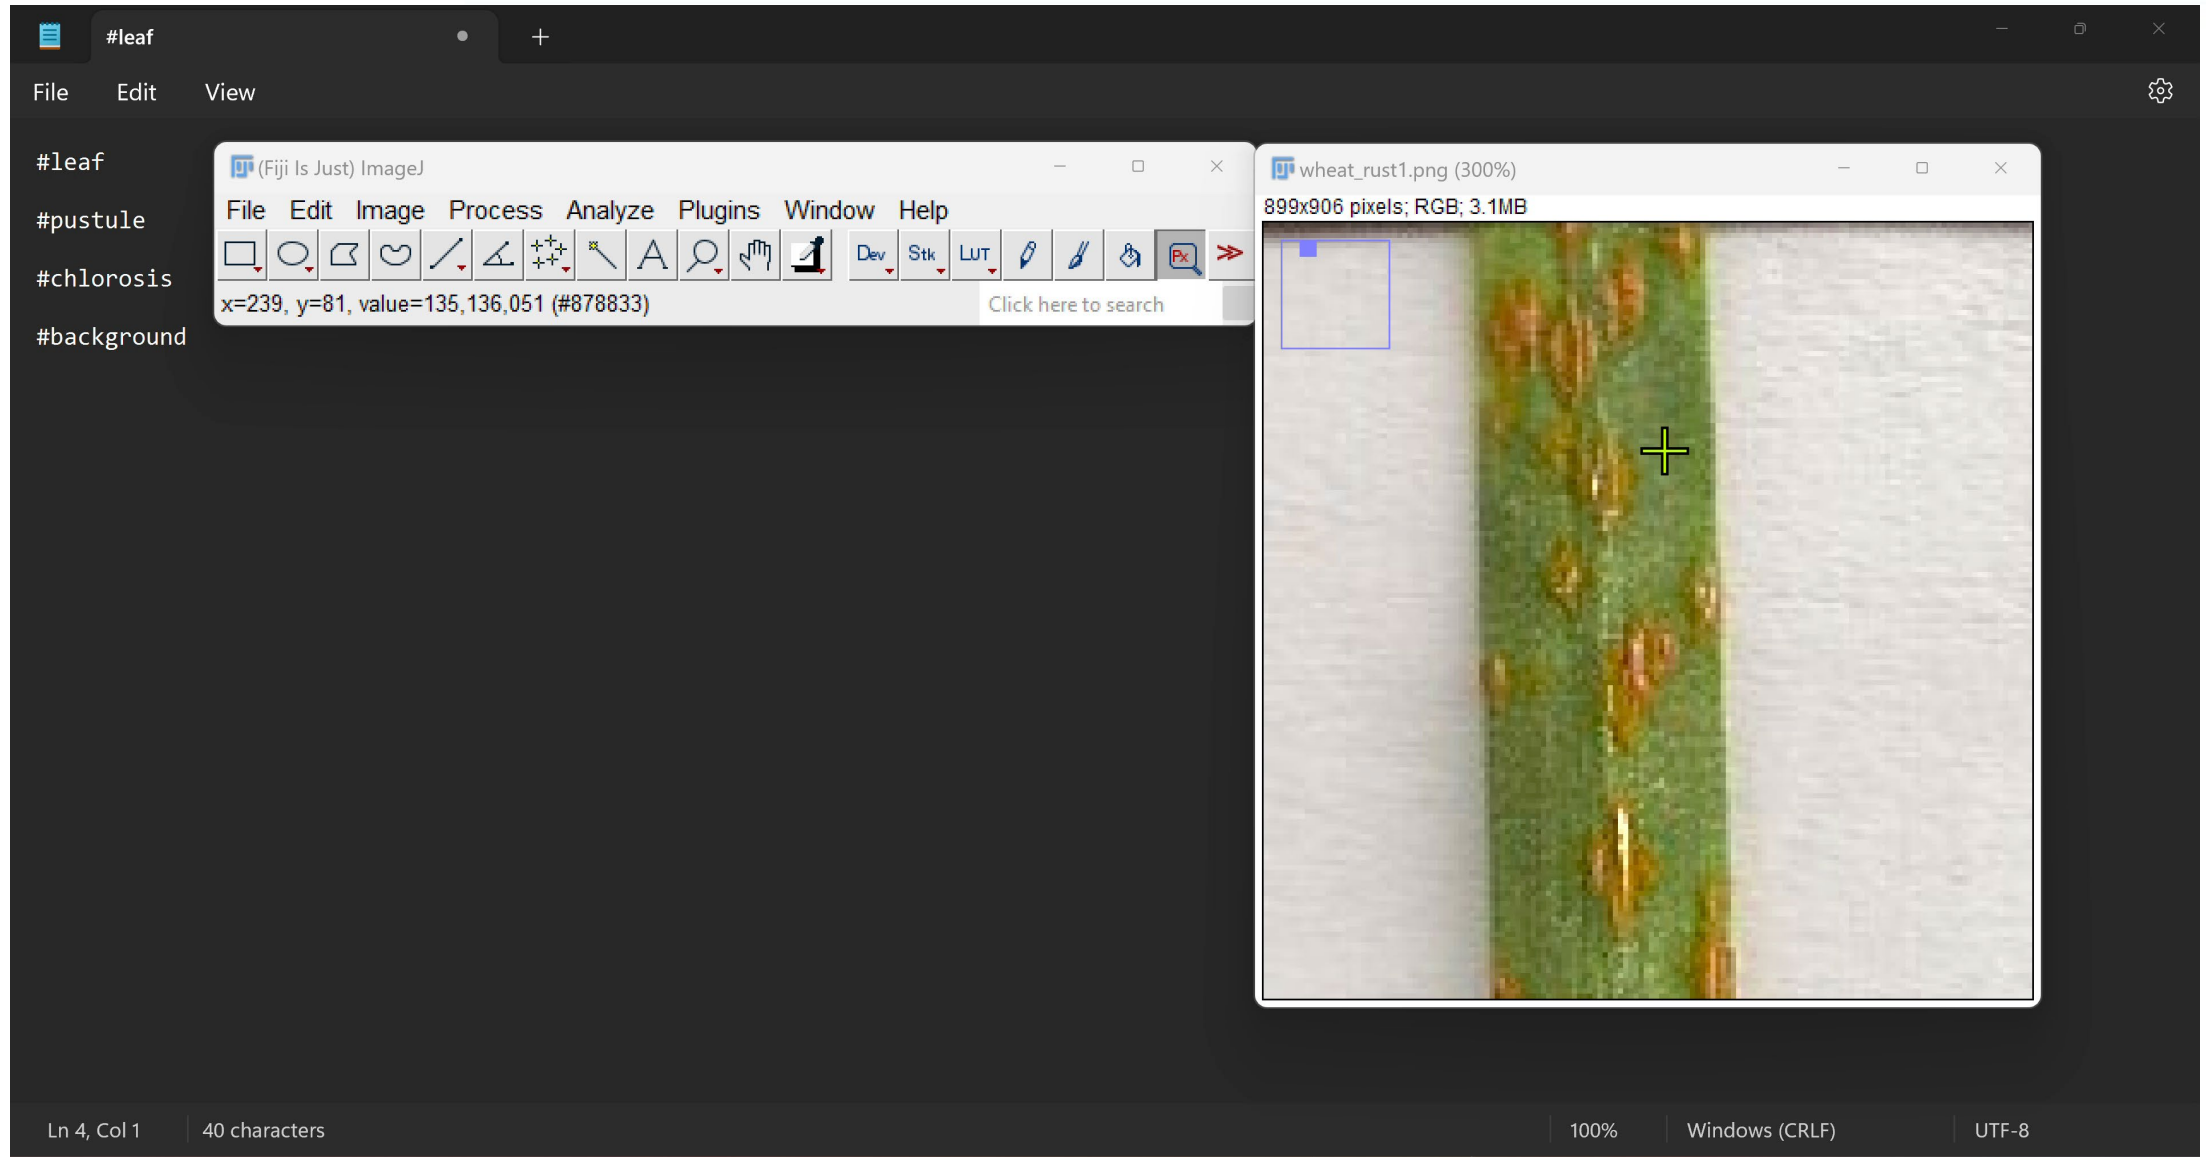 #leaf
File Edit View
#leaf
#pustule
#chlorosis
#background
(Fiji Is Just) ImageJ
File Edit Image Process Analyze Plugins Window Help
A Dev Stk LUT Px
x=239, y=81, value=135,136,051 (#878833)
Click here to search
wheat_rust1.png (300%)
899x906 pixels; RGB; 3.1MB
Ln 4, Col 1 40 characters 100% Windows (CRLF) UTF-8